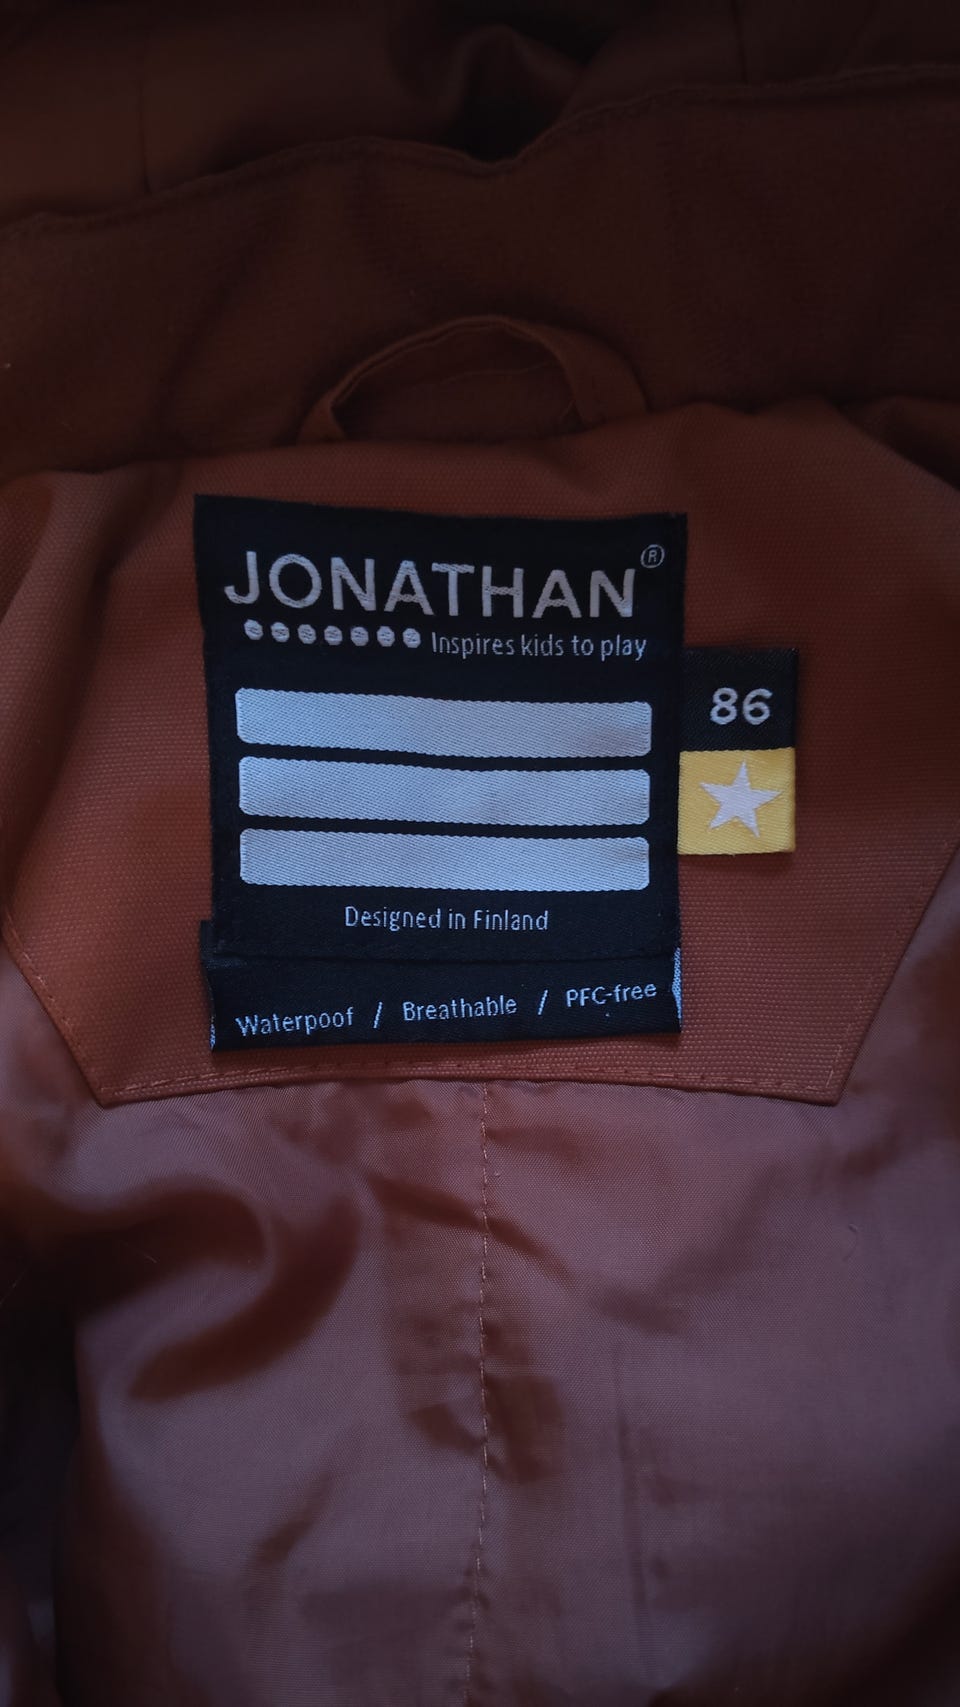 JONATHAN®
Inspires kids to play
86
Designed in Finland
Waterpoof / Breathable / PFC-free